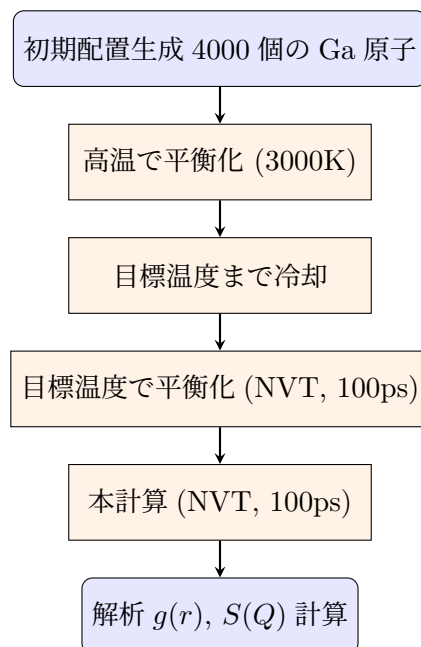 初期配置生成 4000 個の Ga 原子
高温で平衡化 (3000K)
目標温度まで冷却
目標温度で平衡化 (NVT, 100ps)
本計算 (NVT, 100ps)
解析 g(r), S(Q) 計算